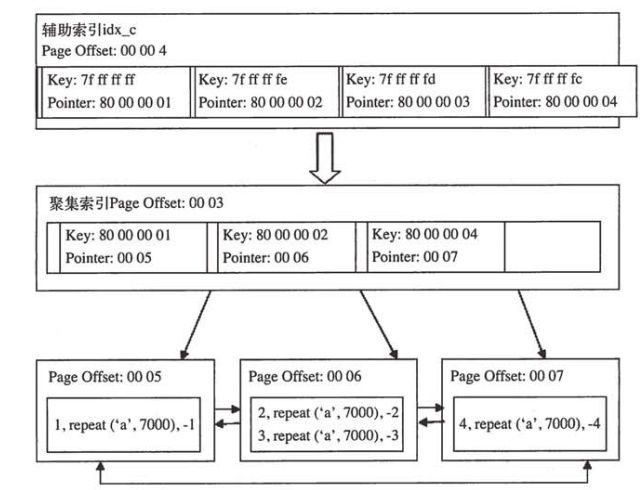 辅助索引idx_c
Page Offset: 00 00 4
Key: 7f ff ff ff
Pointer: 80 00 00 01
Key: 7f ff ff fe
Pointer: 80 00 00 02
Key: 7f ff ff fd
Pointer: 80 00 00 03
Key: 7f ff ff fc
Pointer: 80 00 00 04
聚集索引Page Offset: 00 03
Key: 80 00 00 01
Pointer: 00 05
Key: 80 00 00 02
Pointer: 00 06
Key: 80 00 00 04
Pointer: 00 07
Page Offset: 00 05
1, repeat (‘a’, 7000), -1
Page Offset: 00 06
2, repeat (‘a’, 7000), -2
3, repeat (‘a’, 7000), -3
Page Offset: 00 07
4, repeat (‘a’, 7000), -4